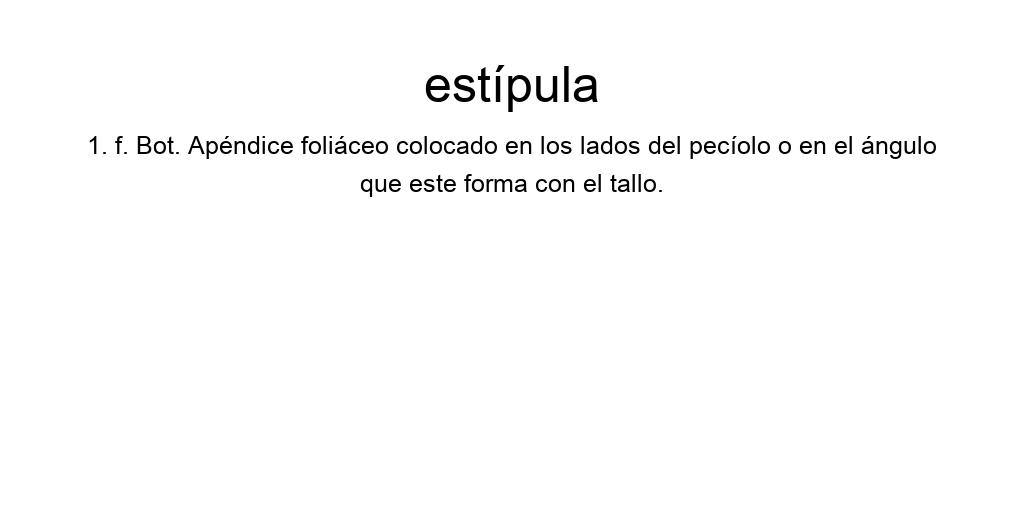 estípula
1. f. Bot. Apéndice foliáceo colocado en los lados del pecíolo o en el ángulo
que este forma con el tallo.